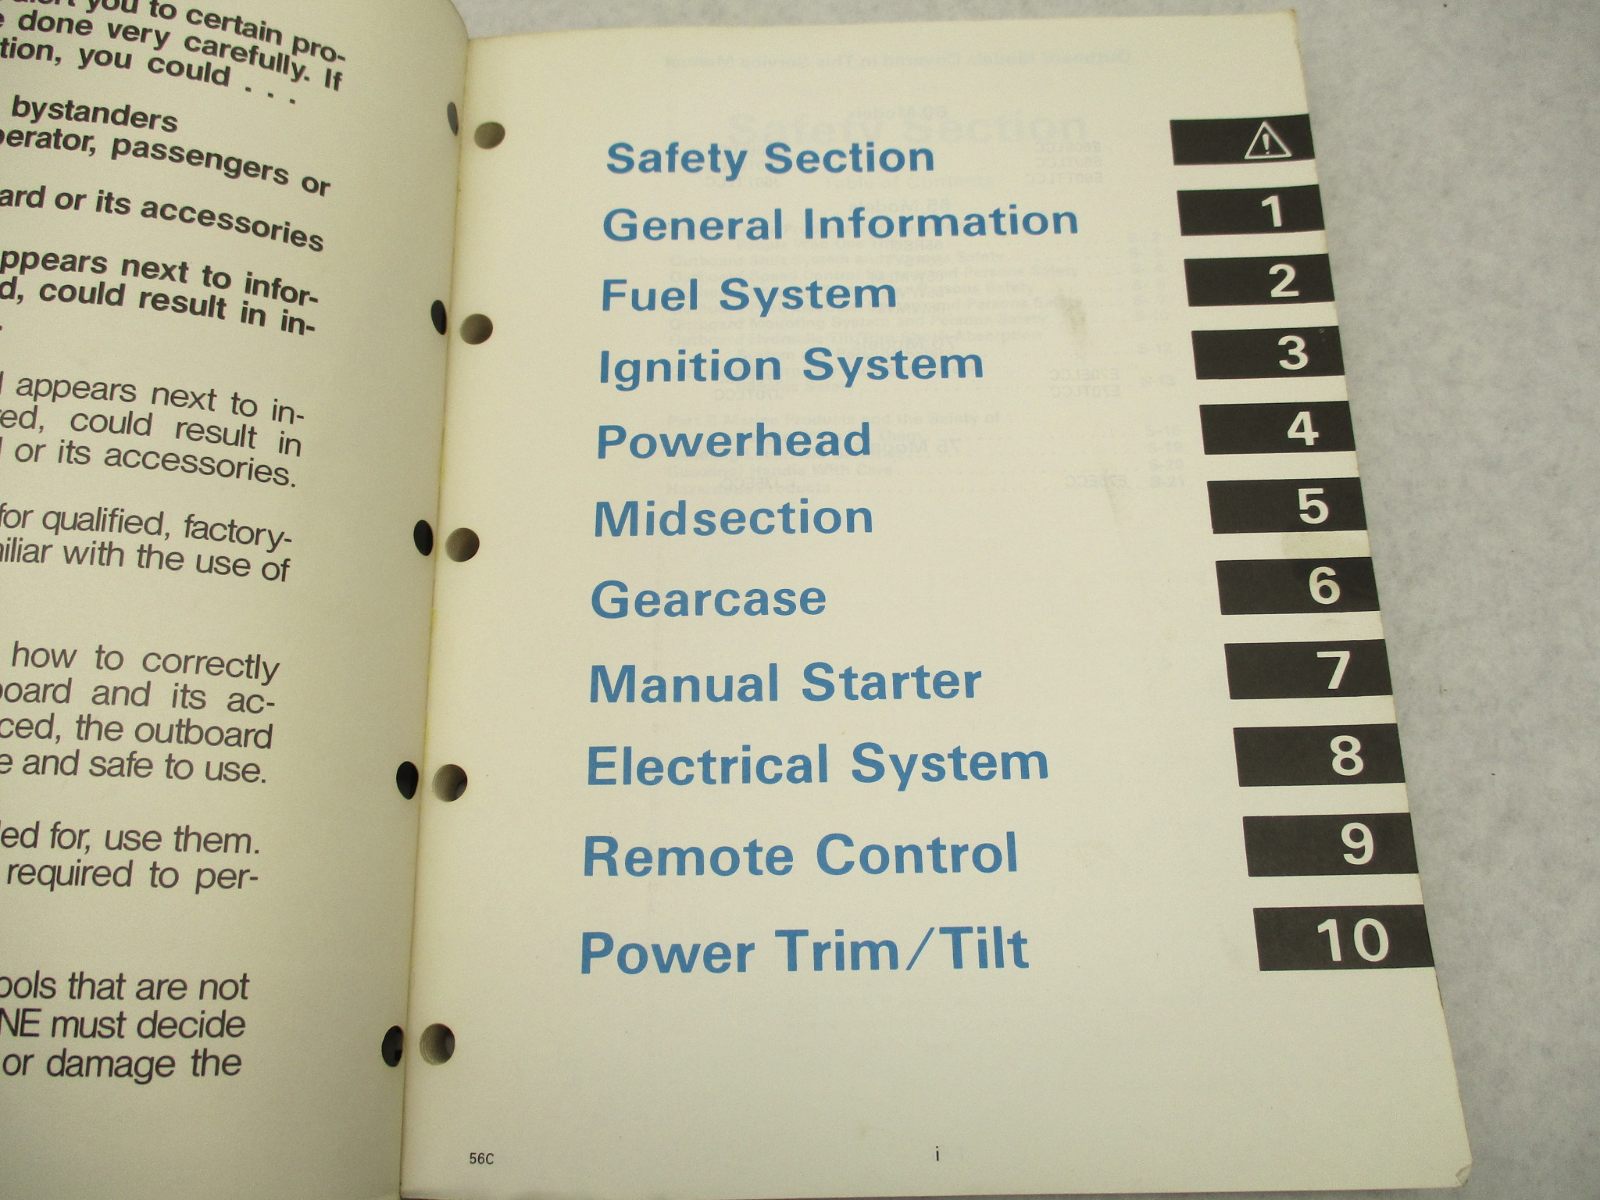 you to certain pro-
done very carefully. If
tion, you could . . .
bystanders
perator, passengers or
ard or its accessories
ppears next to infor-
d, could result in in-
appears next to in-
red, could result in
or its accessories.
for qualified, factory-
miliar with the use of
how to correctly
board and its ac-
ced, the outboard
e and safe to use.
led for, use them.
required to per-
ools that are not
NE must decide
or damage the
Safety Section
General Information 1
Fuel System 2
Ignition System 3
Powerhead 4
Midsection 5
Gearcase 6
Manual Starter 7
Electrical System 8
Remote Control 9
Power Trim/Tilt 10
56C i